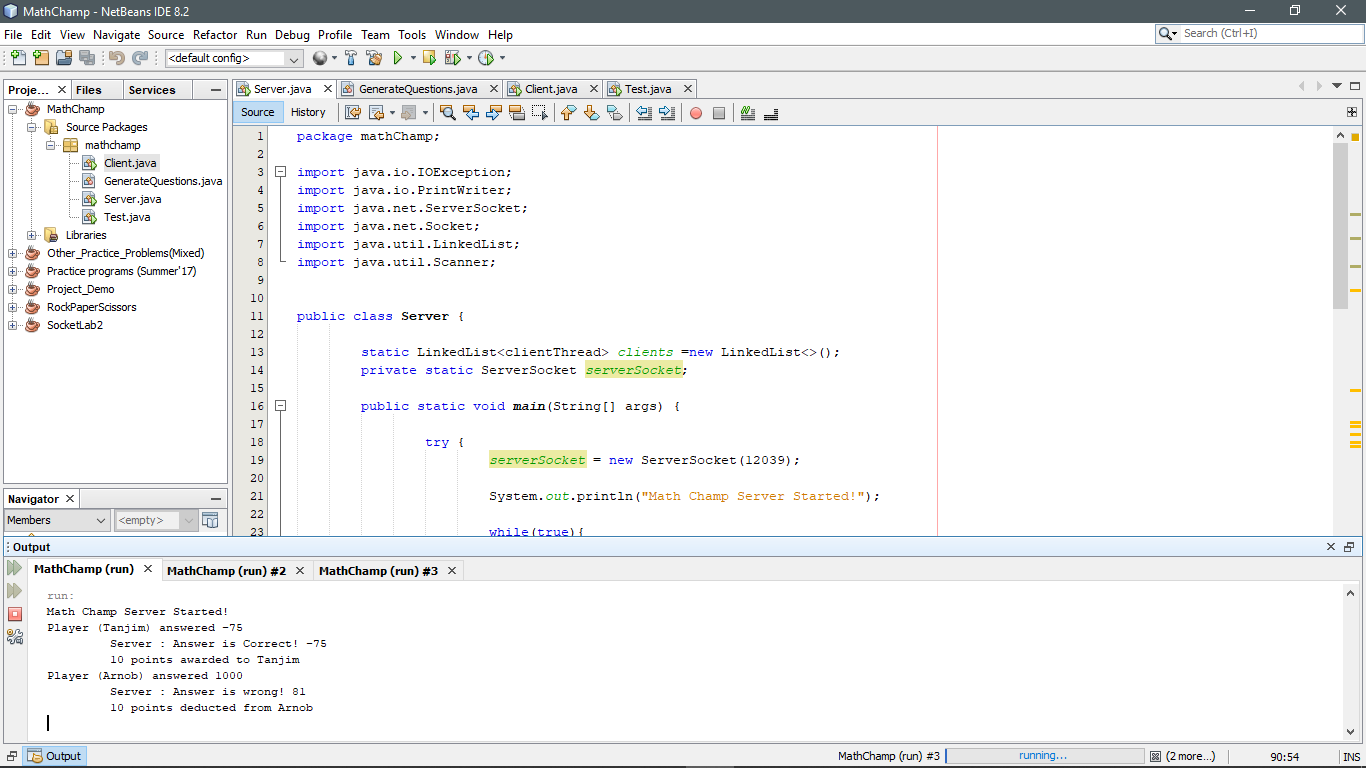 MathChamp - NetBeans IDE 8.2
File Edit View Navigate Source Refactor Run Debug Profile Team Tools Window Help
Search (Ctrl+I)
<default config>
Proje... Files Services
MathChamp
Source Packages
mathchamp
Client.java
GenerateQuestions.java
Server.java
Test.java
Libraries
Other_Practice_Problems(Mixed)
Practice programs (Summer'17)
Project_Demo
RockPaperScissors
SocketLab2
Navigator
Members
<empty>
Server.java GenerateQuestions.java Client.java Test.java
Source History
1 package mathChamp;
2
3 import java.io.IOException;
4 import java.io.PrintWriter;
5 import java.net.ServerSocket;
6 import java.net.Socket;
7 import java.util.LinkedList;
8 import java.util.Scanner;
9
10
11 public class Server {
12
13 static LinkedList<clientThread> clients =new LinkedList<>();
14 private static ServerSocket serverSocket;
15
16 public static void main(String[] args) {
17
18 try {
19 serverSocket = new ServerSocket(12039);
20
21 System.out.println("Math Champ Server Started!");
22
23 while(true){
Output
MathChamp (run) MathChamp (run) #2 MathChamp (run) #3
run:
Math Champ Server Started!
Player (Tanjim) answered -75
Server : Answer is Correct! -75
10 points awarded to Tanjim
Player (Arnob) answered 1000
Server : Answer is wrong! 81
10 points deducted from Arnob
Output
MathChamp (run) #3 running... (2 more...) 90:54 INS